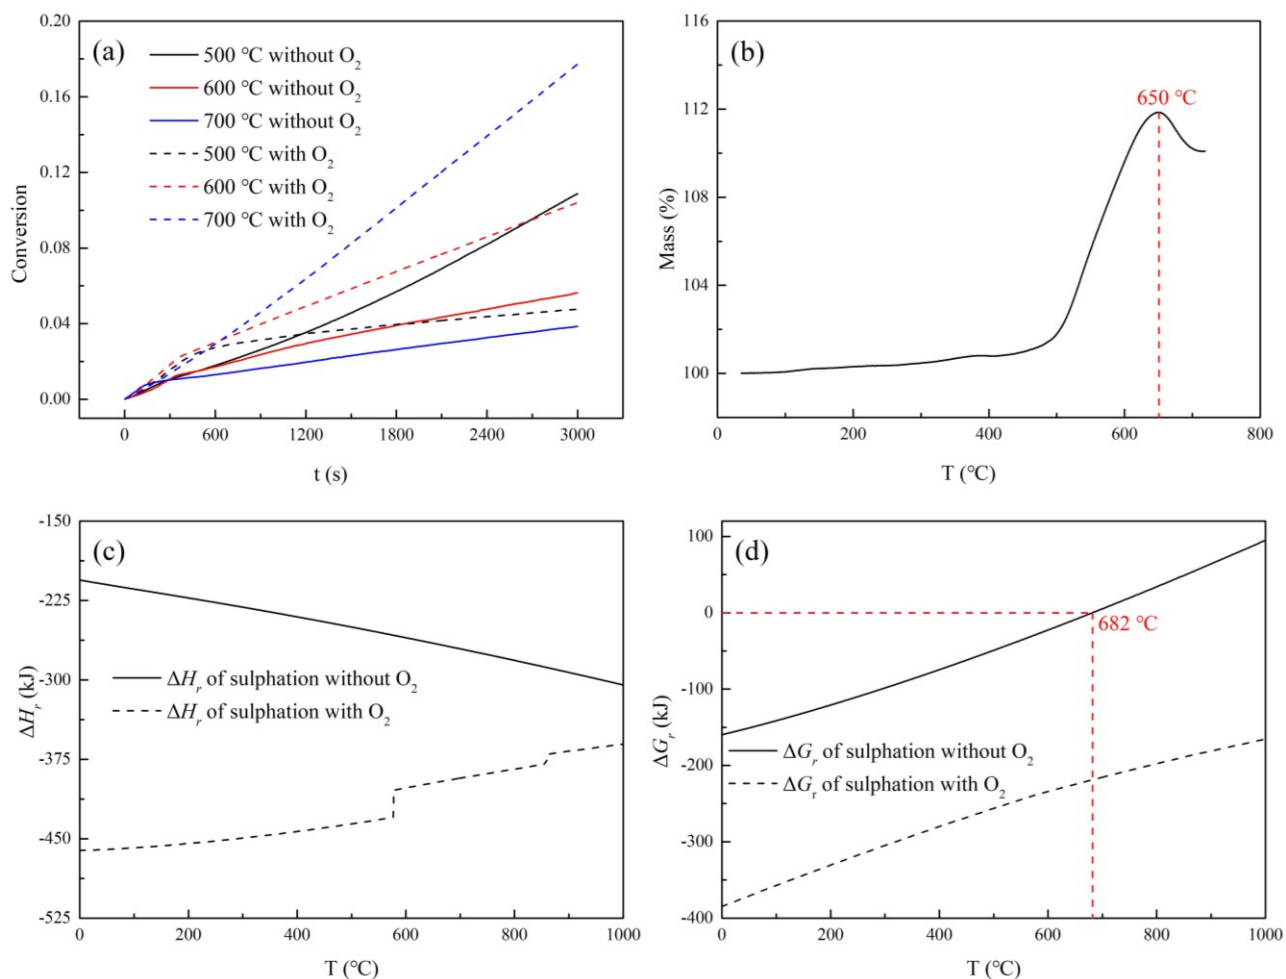 (a)
500 °C without O₂
600 °C without O₂
700 °C without O₂
500 °C with O₂
600 °C with O₂
700 °C with O₂
0.20
0.16
0.12
0.08
0.04
0.00
Conversion
0 600 1200 1800 2400 3000
t (s)
(b)
650 °C
116
112
108
104
100
Mass (%)
0 200 400 600 800
T (°C)
(c)
-150
-225
-300
-375
-450
-525
ΔHᵣ (kJ)
ΔHᵣ of sulphation without O₂
ΔHᵣ of sulphation with O₂
0 200 400 600 800 1000
T (°C)
(d)
100
0
-100
-200
-300
-400
ΔGᵣ (kJ)
682 °C
ΔGᵣ of sulphation without O₂
ΔGᵣ of sulphation with O₂
0 200 400 600 800 1000
T (°C)